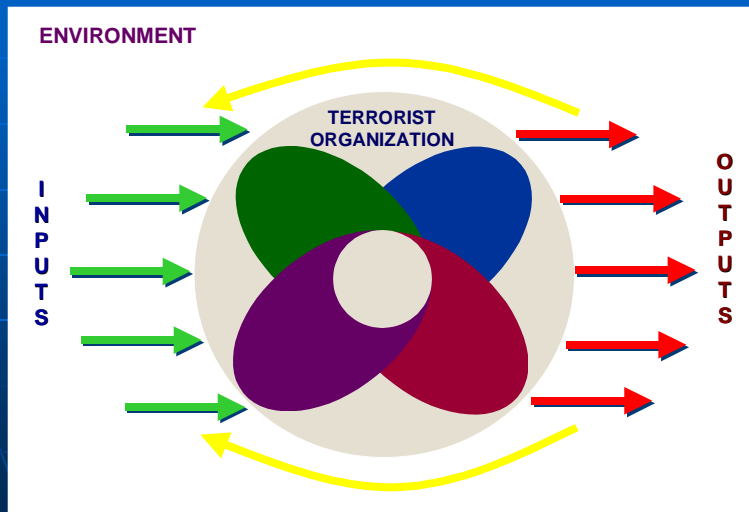 ENVIRONMENT
TERRORIST
ORGANIZATION
INPUTS
OUTPUTS